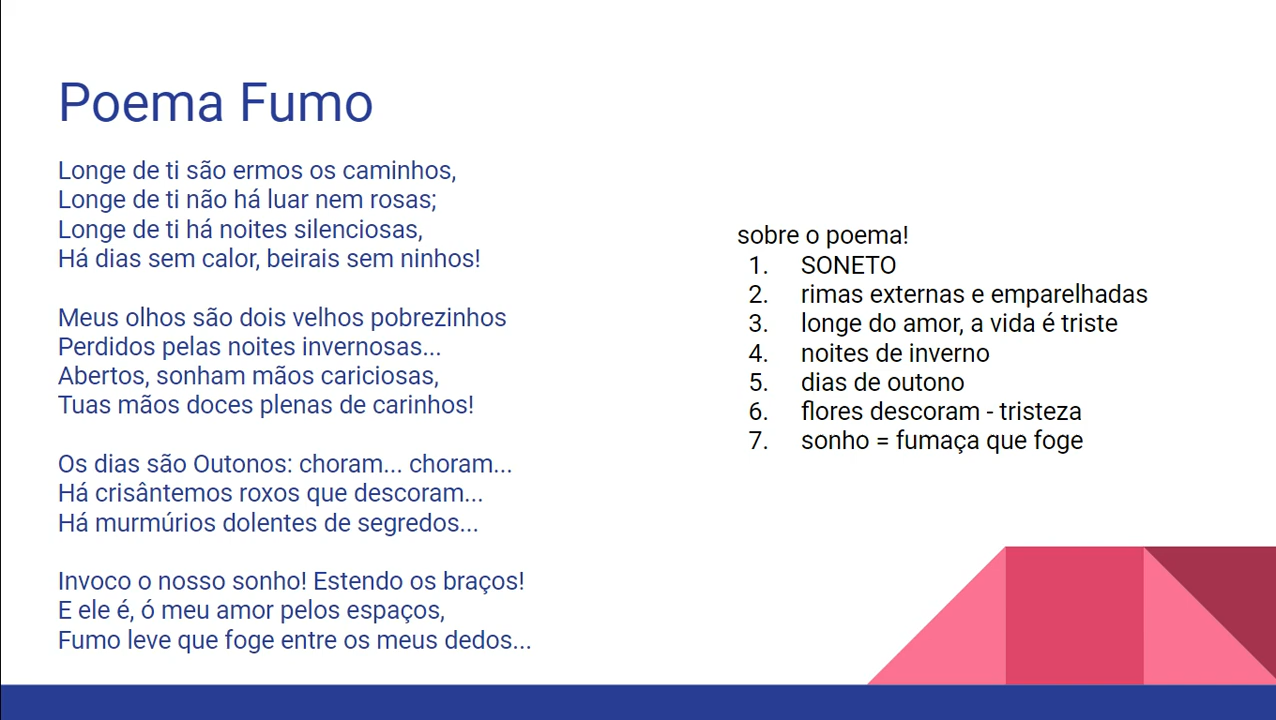 Poema Fumo
Longe de ti são ermos os caminhos,
Longe de ti não há luar nem rosas;
Longe de ti há noites silenciosas,
Há dias sem calor, beirais sem ninhos!
Meus olhos são dois velhos pobrezinhos
Perdidos pelas noites invernosas...
Abertos, sonham mãos cariciosas,
Tuas mãos doces plenas de carinhos!
Os dias são Outonos: choram... choram...
Há crisântemos roxos que descoram...
Há murmúrios dolentes de segredos...
Invoco o nosso sonho! Estendo os braços!
E ele é, ó meu amor pelos espaços,
Fumo leve que foge entre os meus dedos...
sobre o poema!
1. SONETO
2. rimas externas e emparelhadas
3. longe do amor, a vida é triste
4. noites de inverno
5. dias de outono
6. flores descoram - tristeza
7. sonho = fumaça que foge